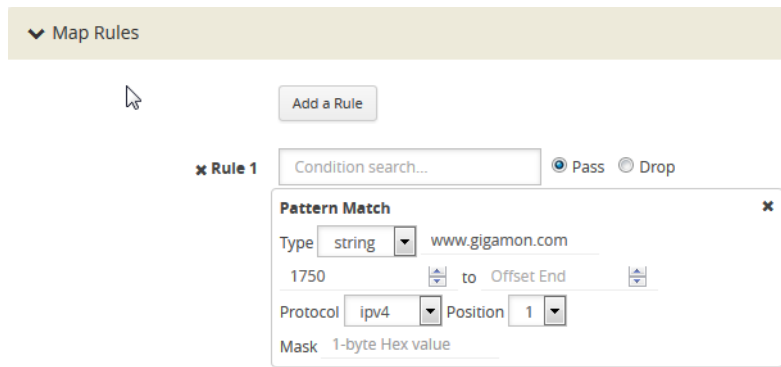 Map Rules
Add a Rule
Rule 1 Condition search... Pass Drop
Pattern Match
Type string www.gigamon.com
1750 to Offset End
Protocol ipv4 Position 1
Mask 1-byte Hex value